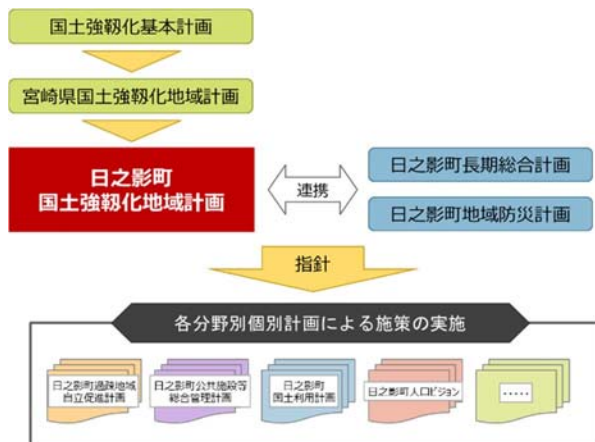 国土強靱化基本計画
宮崎県国土強靱化地域計画
日之影町
国土強靱化地域計画
連携
日之影町長期総合計画
日之影町地域防災計画
指針
各分野別個別計画による施策の実施
日之影町過疎地域
自立促進計画
日之影町公共施設等
総合管理計画
日之影町
国土利用計画
日之影町人口ビジョン
・・・・・